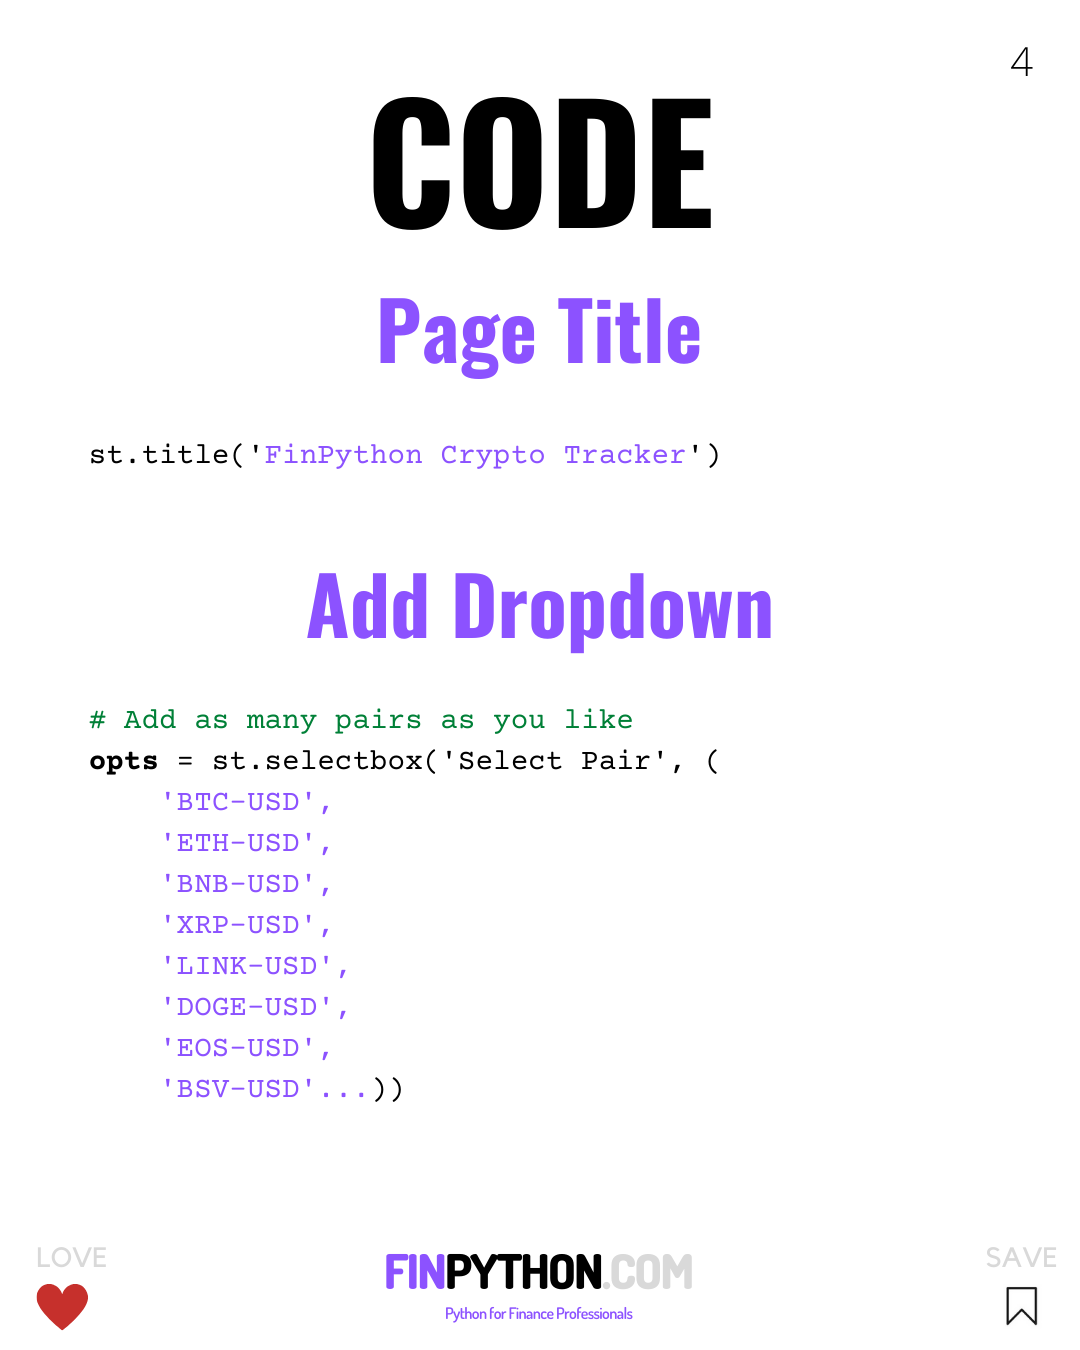 4
CODE
Page Title
st.title('FinPython Crypto Tracker')
Add Dropdown
# Add as many pairs as you like
opts = st.selectbox('Select Pair', (
    'BTC-USD',
    'ETH-USD',
    'BNB-USD',
    'XRP-USD',
    'LINK-USD',
    'DOGE-USD',
    'EOS-USD',
    'BSV-USD'...))
LOVE
FINPYTHON.COM
Python for Finance Professionals
SAVE